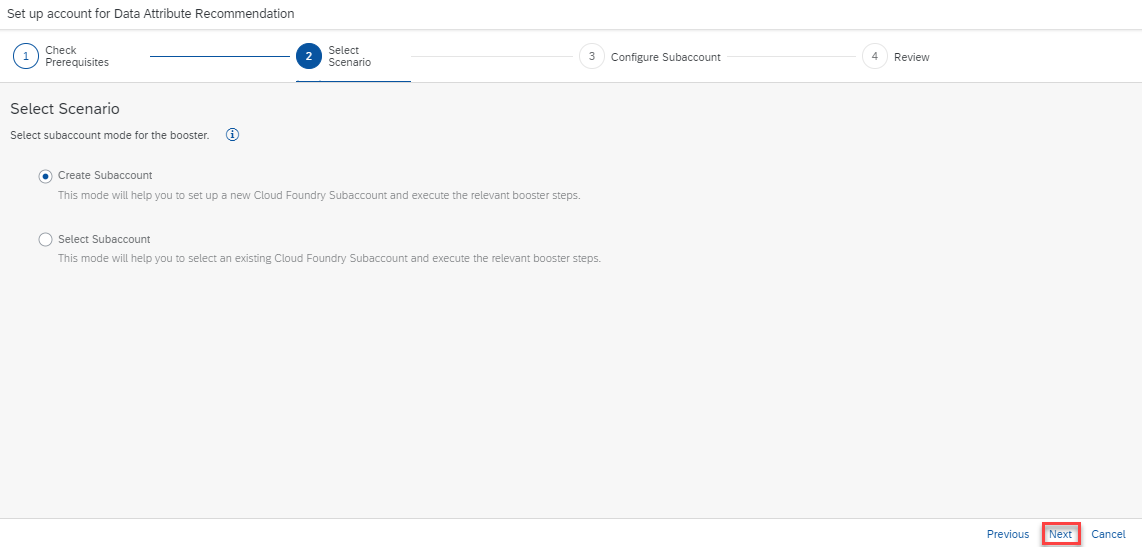 Set up account for Data Attribute Recommendation
1 Check
Prerequisites
2 Select
Scenario
3 Configure Subaccount
4 Review
Select Scenario
Select subaccount mode for the booster.
Create Subaccount
This mode will help you to set up a new Cloud Foundry Subaccount and execute the relevant booster steps.
Select Subaccount
This mode will help you to select an existing Cloud Foundry Subaccount and execute the relevant booster steps.
Previous Next Cancel